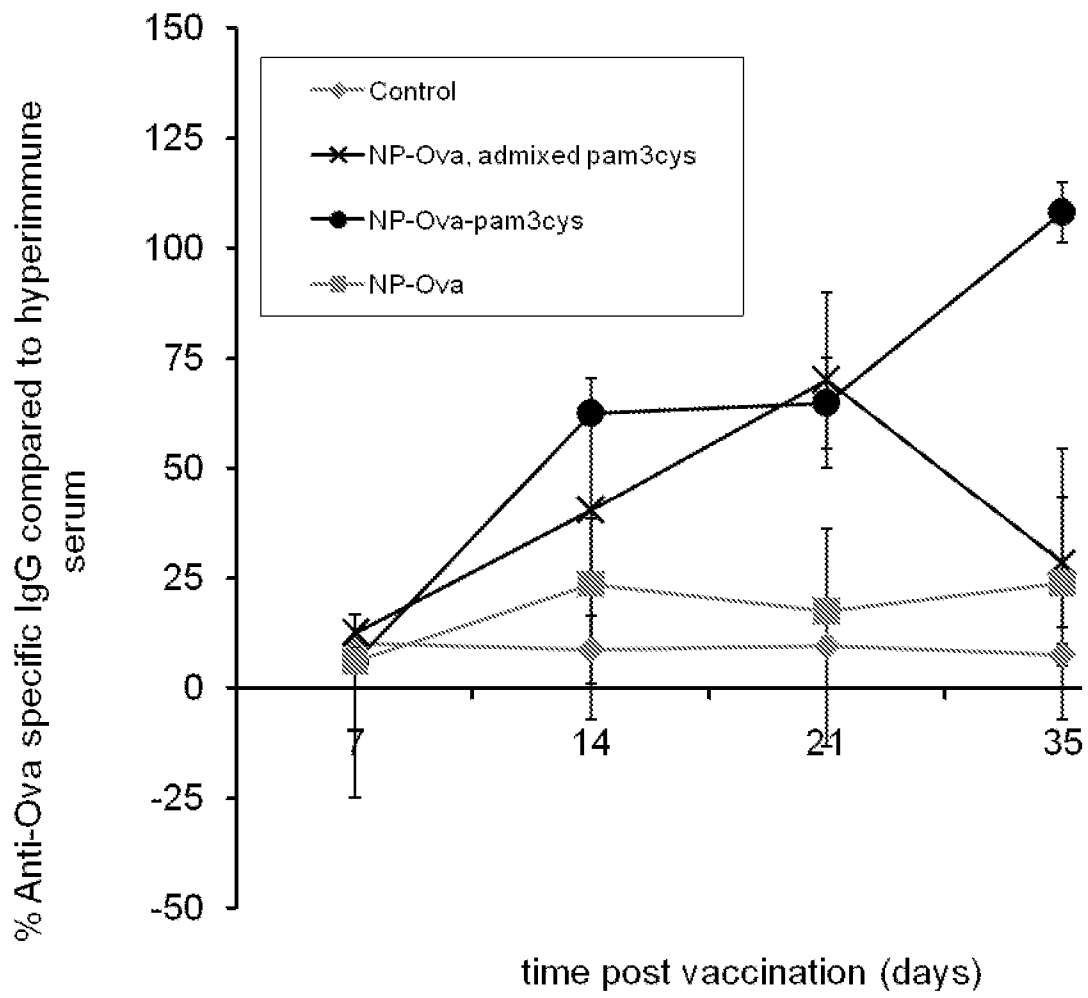 % Anti-Ova specific IgG compared to hyperimmune
serum
150
125
100
75
50
25
0
-25
-50
Control
NP-Ova, admixed pam3cys
NP-Ova-pam3cys
NP-Ova
7
14
21
35
time post vaccination (days)